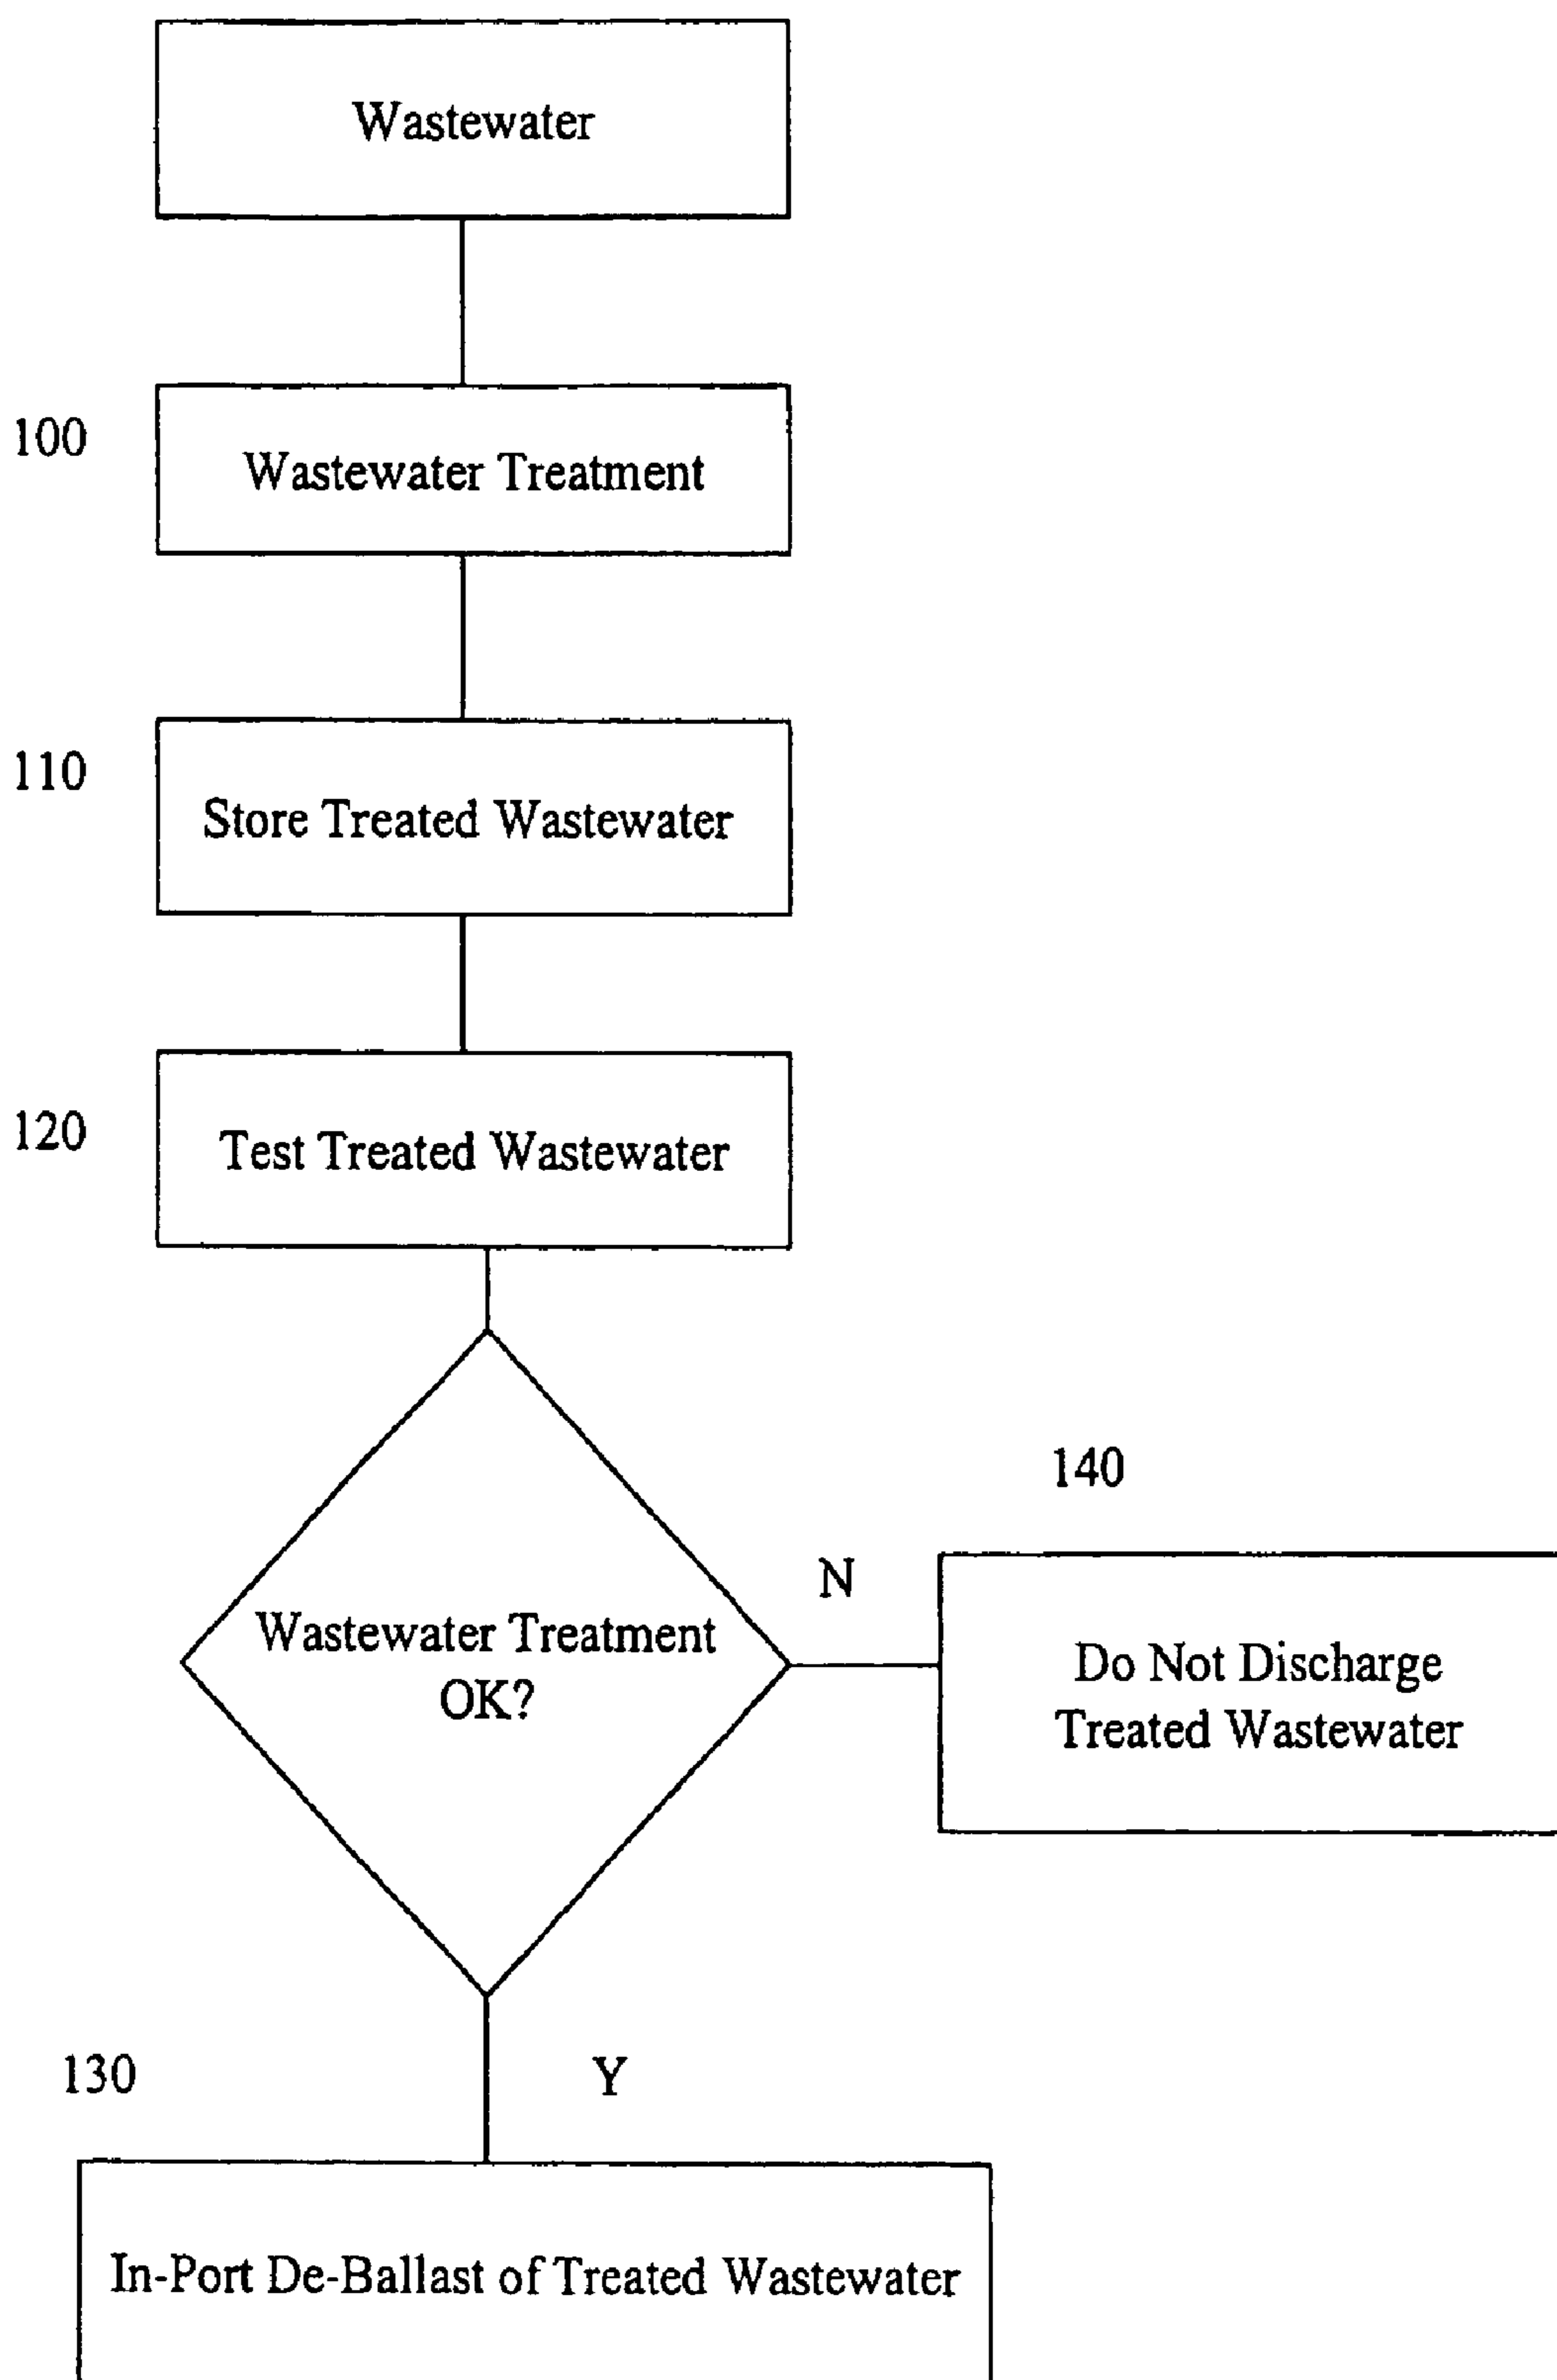 Wastewater
100
Wastewater Treatment
110
Store Treated Wastewater
120
Test Treated Wastewater
140
N
Wastewater Treatment
OK?
Do Not Discharge
Treated Wastewater
130
Y
In-Port De-Ballast of Treated Wastewater